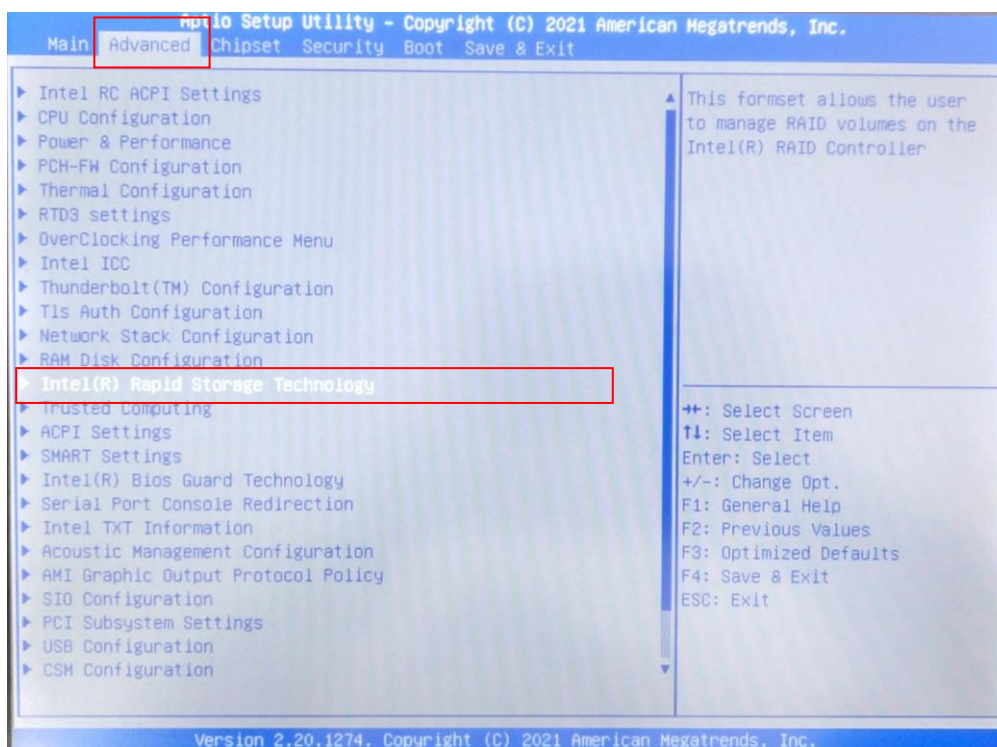 Aptio Setup Utility – Copyright (C) 2021 American Megatrends, Inc.
Main Advanced Chipset Security Boot Save & Exit
Intel RC ACPI Settings
CPU Configuration
Power & Performance
PCH-FW Configuration
Thermal Configuration
RTD3 settings
OverClocking Performance Menu
Intel ICC
Thunderbolt(TM) Configuration
Tls Auth Configuration
Network Stack Configuration
RAM Disk Configuration
Intel(R) Rapid Storage Technology
Trusted Computing
ACPI Settings
SMART Settings
Intel(R) Bios Guard Technology
Serial Port Console Redirection
Intel TXT Information
Acoustic Management Configuration
AMI Graphic Output Protocol Policy
SIO Configuration
PCI Subsystem Settings
USB Configuration
CSM Configuration
This formset allows the user
to manage RAID volumes on the
Intel(R) RAID Controller
→←: Select Screen
↑↓: Select Item
Enter: Select
+/-: Change Opt.
F1: General Help
F2: Previous Values
F3: Optimized Defaults
F4: Save & Exit
ESC: Exit
Version 2.20.1274. Copyright (C) 2021 American Megatrends, Inc.